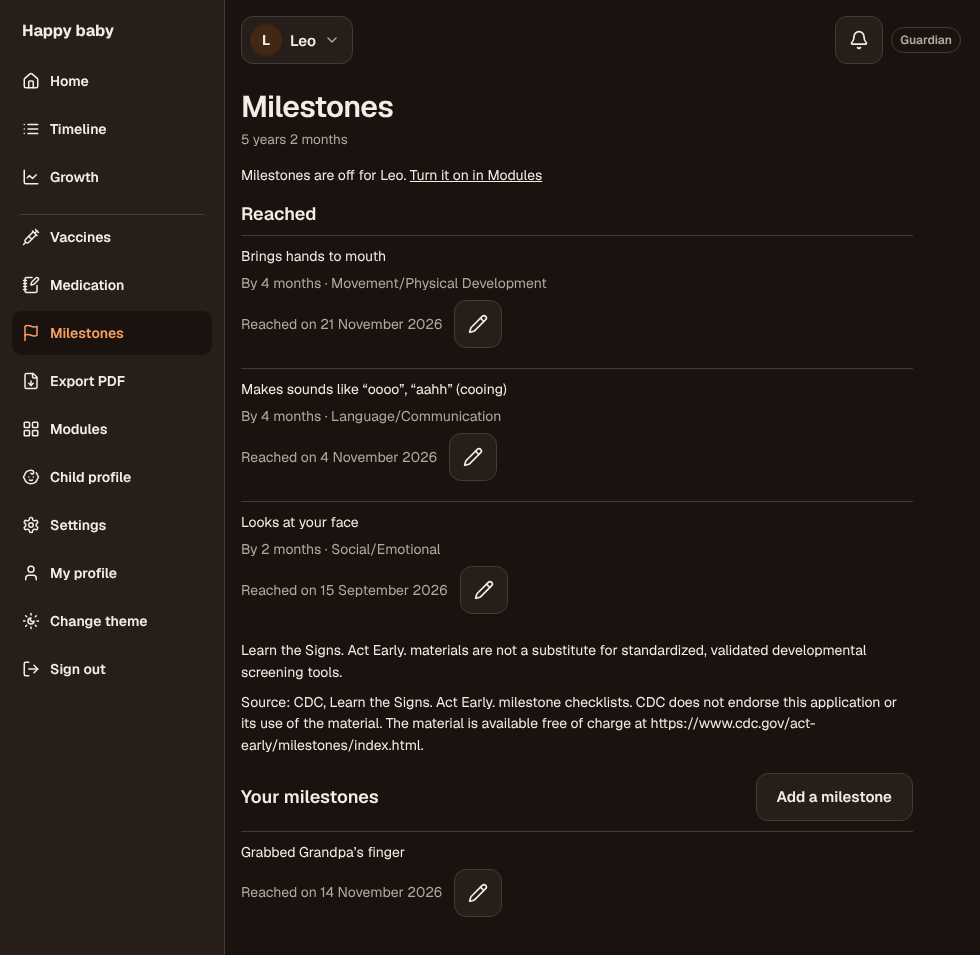 Happy baby
Home
Timeline
Growth
Vaccines
Medication
Milestones
Export PDF
Modules
Child profile
Settings
My profile
Change theme
Sign out
L Leo
Guardian
Milestones
5 years 2 months
Milestones are off for Leo. Turn it on in Modules
Reached
Brings hands to mouth
By 4 months · Movement/Physical Development
Reached on 21 November 2026
Makes sounds like “oooo”, “aahh” (cooing)
By 4 months · Language/Communication
Reached on 4 November 2026
Looks at your face
By 2 months · Social/Emotional
Reached on 15 September 2026
Learn the Signs. Act Early. materials are not a substitute for standardized, validated developmental
screening tools.
Source: CDC, Learn the Signs. Act Early. milestone checklists. CDC does not endorse this application or
its use of the material. The material is available free of charge at https://www.cdc.gov/act-
early/milestones/index.html.
Your milestones
Add a milestone
Grabbed Grandpa’s finger
Reached on 14 November 2026